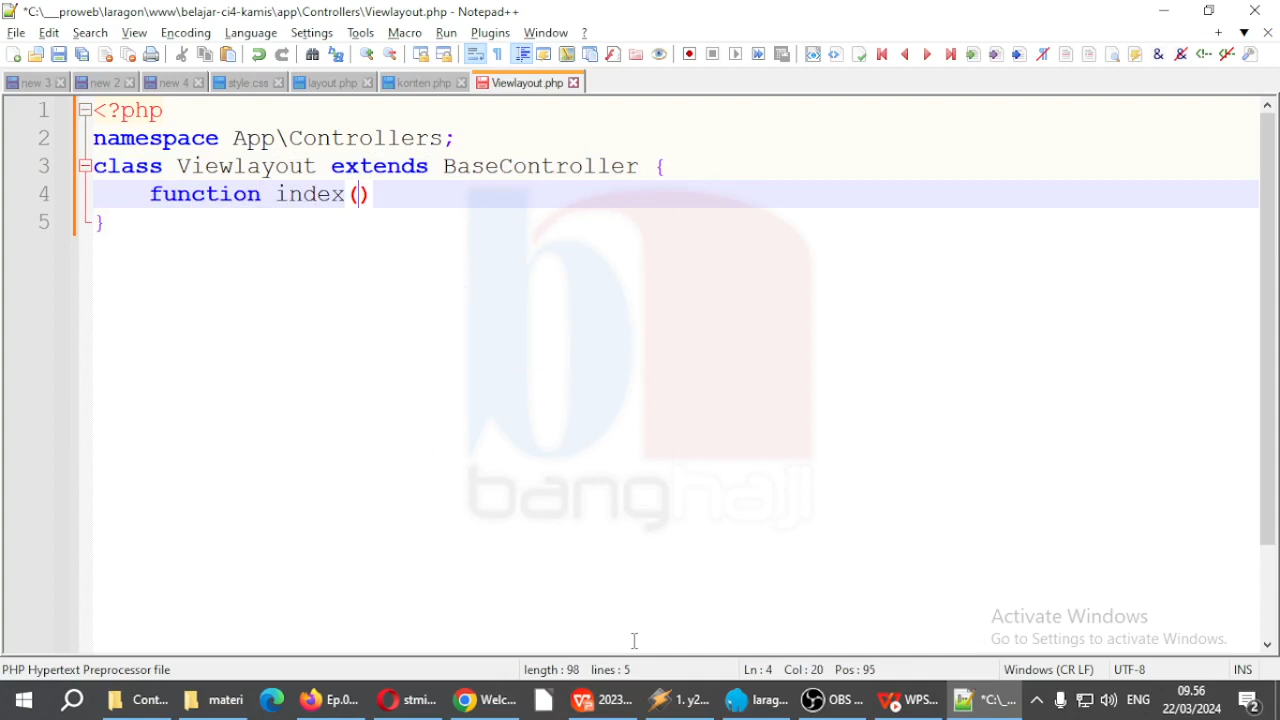 *C:\__proweb\laragon\www\belajar-ci4-kamis\app\Controllers\Viewlayout.php - Notepad++
File Edit Search View Encoding Language Settings Tools Macro Run Plugins Window ?
new 3 new 2 new 4 style.css layout.php konten.php Viewlayout.php
1 <?php
2 namespace App\Controllers;
3 class Viewlayout extends BaseController {
4 function index()
5 }
banghaji
Activate Windows
Go to Settings to activate Windows.
PHP Hypertext Preprocessor file length : 98 lines : 5 Ln : 4 Col : 20 Pos : 95 Windows (CR LF) UTF-8 INS
Cont... materi Ep.0... stmi... Welc... 2023... 1. y2... larag... OBS ... WPS... *C:\_... ENG 09.56
22/03/2024 2